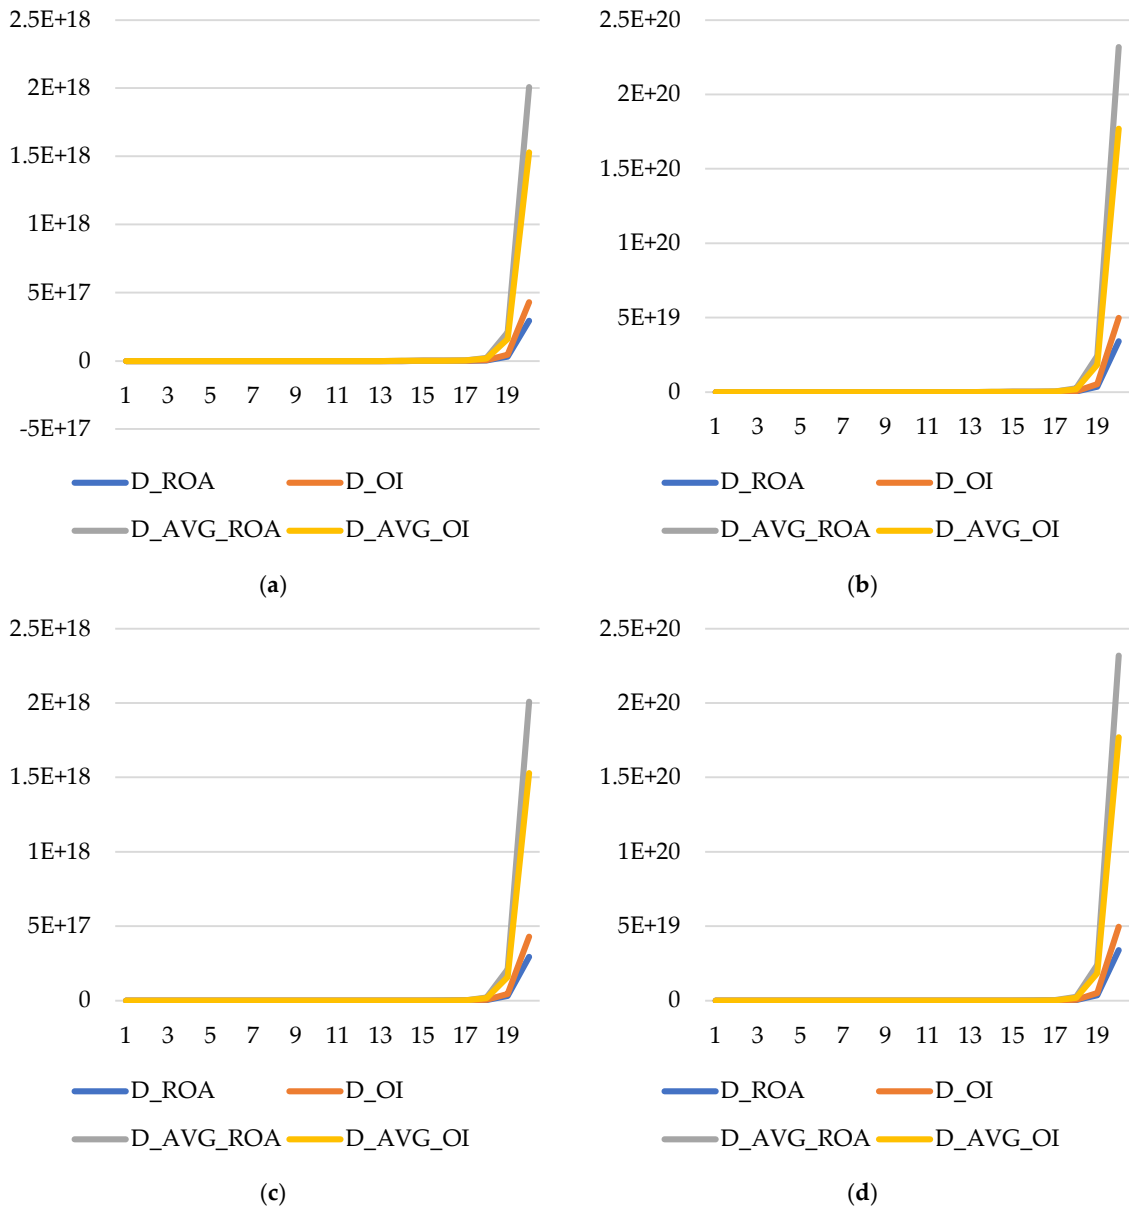 2.5E+18
2E+18
1.5E+18
1E+18
5E+17
0
-5E+17
1 3 5 7 9 11 13 15 17 19
D_ROA D_OI
D_AVG_ROA D_AVG_OI
(a)
2.5E+20
2E+20
1.5E+20
1E+20
5E+19
0
1 3 5 7 9 11 13 15 17 19
D_ROA D_OI
D_AVG_ROA D_AVG_OI
(b)
2.5E+18
2E+18
1.5E+18
1E+18
5E+17
0
1 3 5 7 9 11 13 15 17 19
D_ROA D_OI
D_AVG_ROA D_AVG_OI
(c)
2.5E+20
2E+20
1.5E+20
1E+20
5E+19
0
1 3 5 7 9 11 13 15 17 19
D_ROA D_OI
D_AVG_ROA D_AVG_OI
(d)